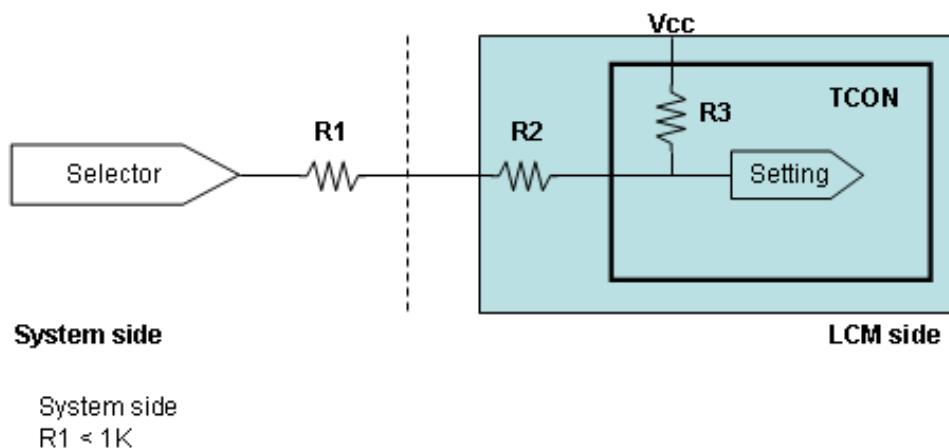 Vcc
TCON
R3
R1
R2
Selector
Setting
System side
LCM side
System side
R1 < 1K